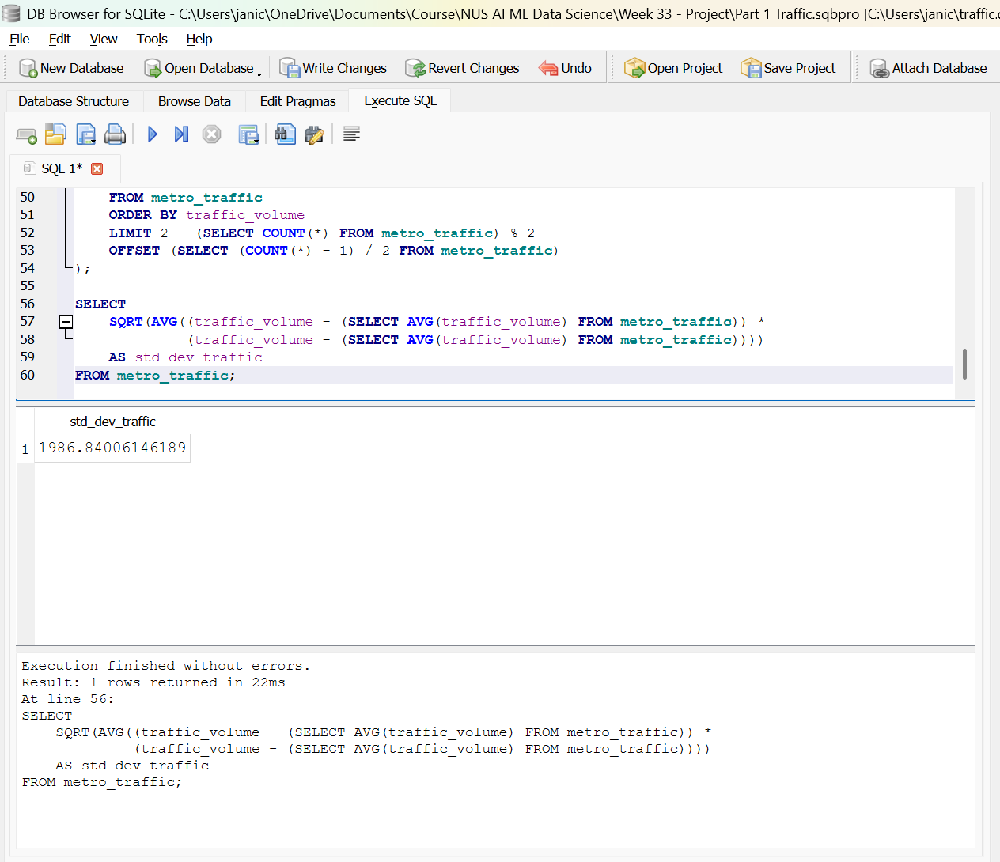 DB Browser for SQLite - C:\Users\janic\OneDrive\Documents\Course\NUS AI ML Data Science\Week 33 - Project\Part 1 Traffic.sqbpro [C:\Users\janic\traffic.
File Edit View Tools Help
New Database Open Database Write Changes Revert Changes Undo Open Project Save Project Attach Database
Database Structure Browse Data Edit Pragmas Execute SQL
SQL 1*
50 FROM metro_traffic
51 ORDER BY traffic_volume
52 LIMIT 2 - (SELECT COUNT(*) FROM metro_traffic) % 2
53 OFFSET (SELECT (COUNT(*) - 1) / 2 FROM metro_traffic)
54 );
55
56 SELECT
57 SQRT(AVG((traffic_volume - (SELECT AVG(traffic_volume) FROM metro_traffic)) *
58 (traffic_volume - (SELECT AVG(traffic_volume) FROM metro_traffic))))
59 AS std_dev_traffic
60 FROM metro_traffic;
std_dev_traffic
1 1986.84006146189
Execution finished without errors.
Result: 1 rows returned in 22ms
At line 56:
SELECT
SQRT(AVG((traffic_volume - (SELECT AVG(traffic_volume) FROM metro_traffic)) *
(traffic_volume - (SELECT AVG(traffic_volume) FROM metro_traffic))))
AS std_dev_traffic
FROM metro_traffic;